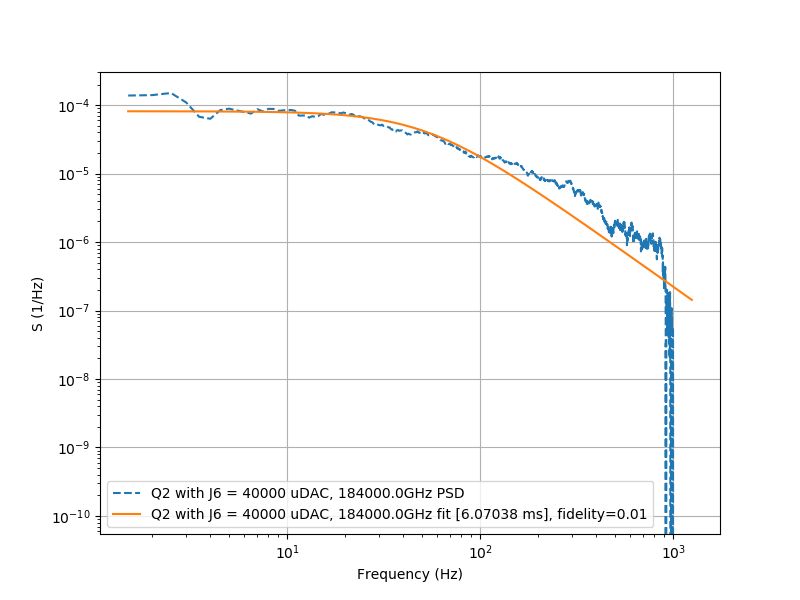 10⁻⁴
10⁻⁵
10⁻⁶
10⁻⁷
10⁻⁸
10⁻⁹
10⁻¹⁰
S (1/Hz)
Q2 with J6 = 40000 uDAC, 184000.0GHz PSD
Q2 with J6 = 40000 uDAC, 184000.0GHz fit [6.07038 ms], fidelity=0.01
10¹ 10² 10³
Frequency (Hz)